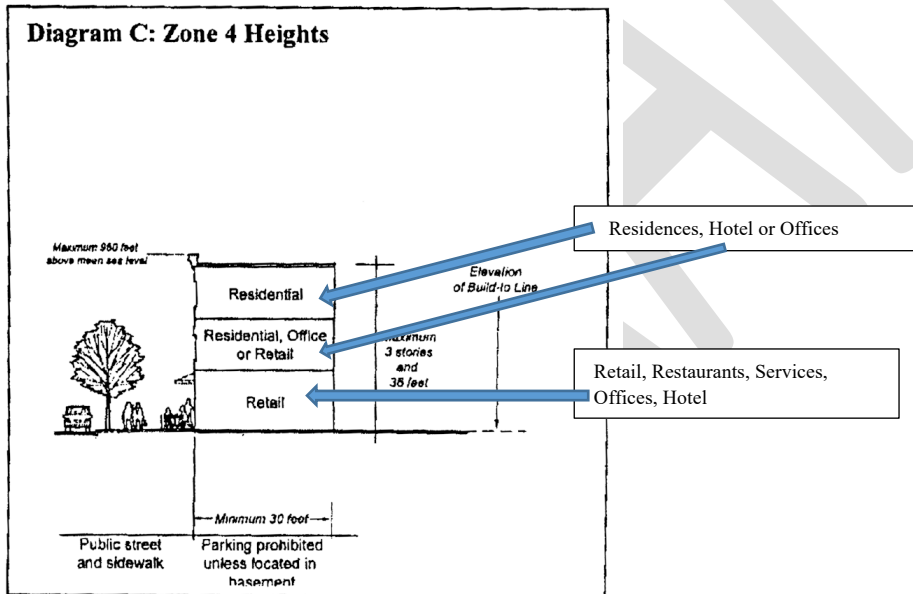 Diagram C: Zone 4 Heights
Maximum 960 feet
above mean sea level
Residential
Residential, Office
or Retail
Retail
Elevation
of Build-to Line
maximum
3 stories
and
feet
Minimum 30 foot
Public street
and sidewalk
Parking prohibited
unless located in
basement
Residences, Hotel or Offices
Retail, Restaurants, Services,
Offices, Hotel